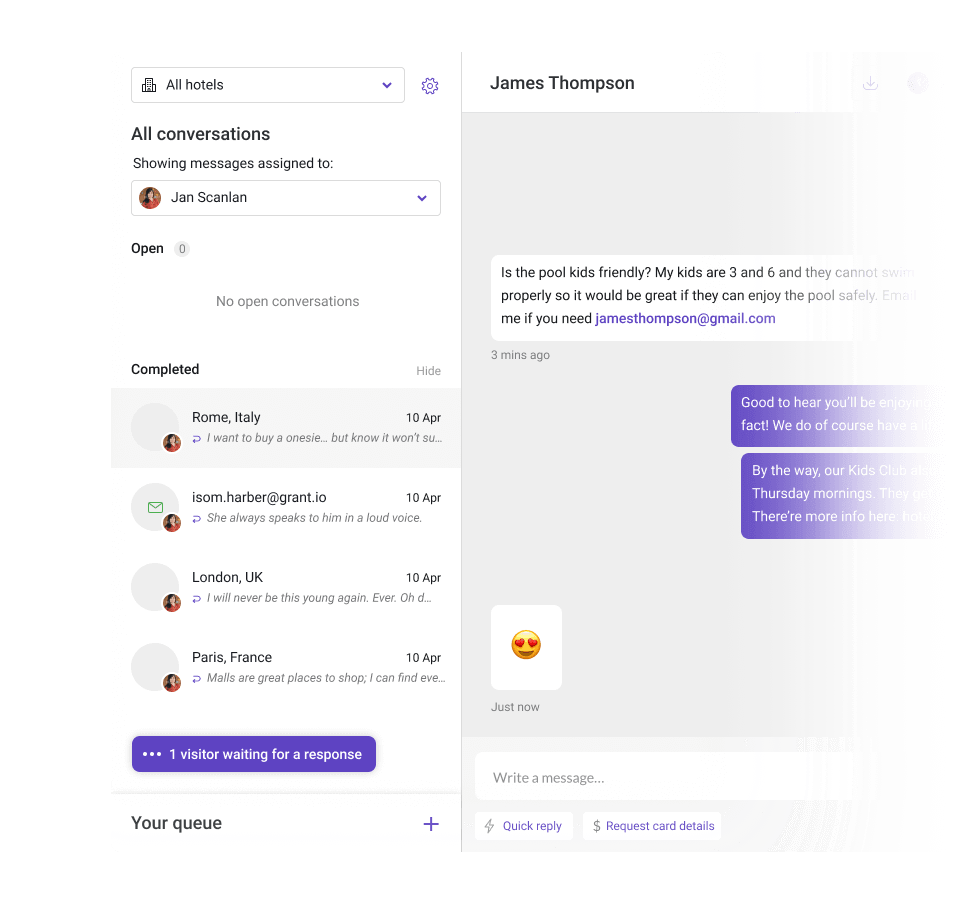 All hotels
All conversations
Showing messages assigned to:
Jan Scanlan
Open 0
No open conversations
Completed
Hide
Rome, Italy
10 Apr
I want to buy a onesie… but know it won’t su…
isom.harber@grant.io
10 Apr
She always speaks to him in a loud voice.
London, UK
10 Apr
I will never be this young again. Ever. Oh d…
Paris, France
10 Apr
Malls are great places to shop; I can find eve…
1 visitor waiting for a response
Your queue
James Thompson
Is the pool kids friendly? My kids are 3 and 6 and they cannot swim
properly so it would be great if they can enjoy the pool safely. Email
me if you need jamesthompson@gmail.com
3 mins ago
Good to hear you’ll be enjoying
fact! We do of course have a
By the way, our Kids Club
Thursday mornings. They
There’re more info here:
Just now
Write a message…
Quick reply
$ Request card details